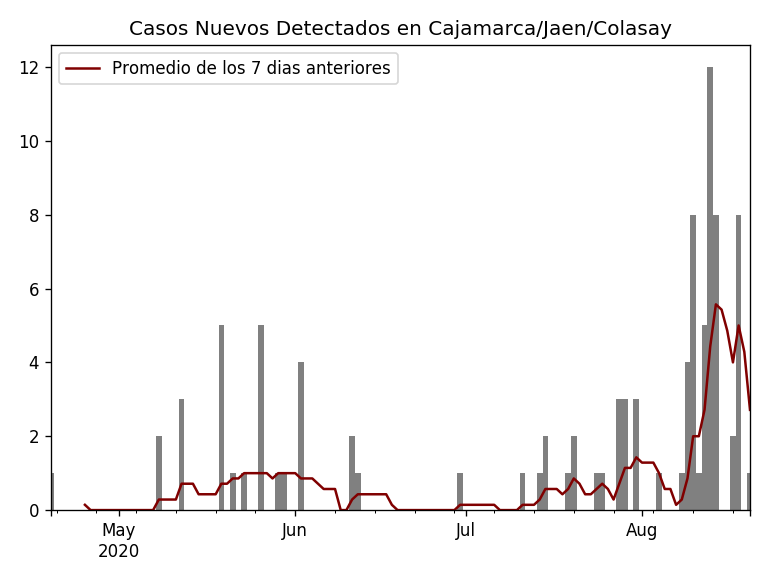 Casos Nuevos Detectados en Cajamarca/Jaen/Colasay
Promedio de los 7 dias anteriores
12
10
8
6
4
2
0
May Jun Jul Aug
2020